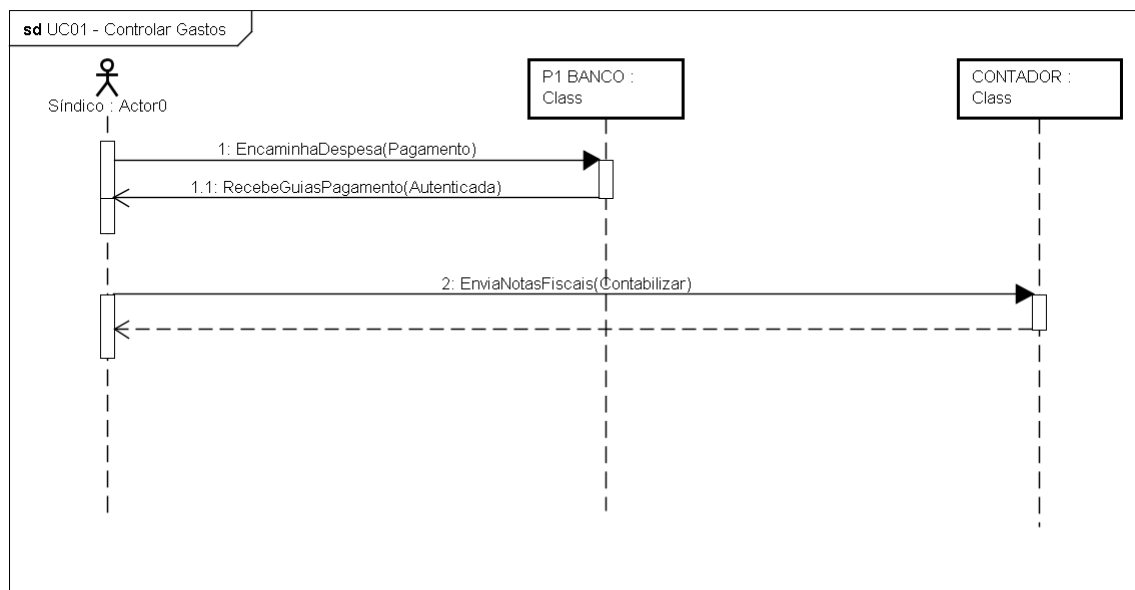 sd UC01 - Controlar Gastos
Síndico : Actor0
P1 BANCO :
Class
CONTADOR :
Class
1: EncaminhaDespesa(Pagamento)
1.1: RecebeGuiasPagamento(Autenticada)
2: EnviaNotasFiscais(Contabilizar)